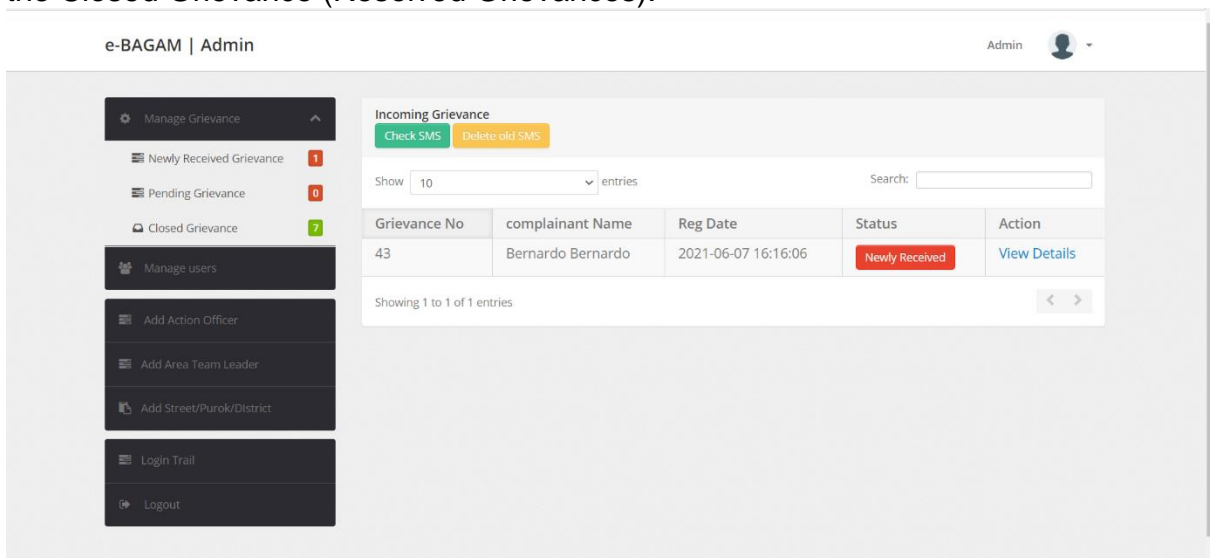 the Closed Grievance (Resolved Grievances).
e-BAGAM | Admin
Admin
Manage Grievance
Newly Received Grievance 1
Pending Grievance 0
Closed Grievance 7
Manage users
Add Action Officer
Add Area Team Leader
Add Street/Purok/District
Login Trail
Logout
Incoming Grievance
Check SMS Delete old SMS
Show 10 entries Search:
Grievance No complainant Name Reg Date Status Action
43 Bernardo Bernardo 2021-06-07 16:16:06 Newly Received View Details
Showing 1 to 1 of 1 entries < >